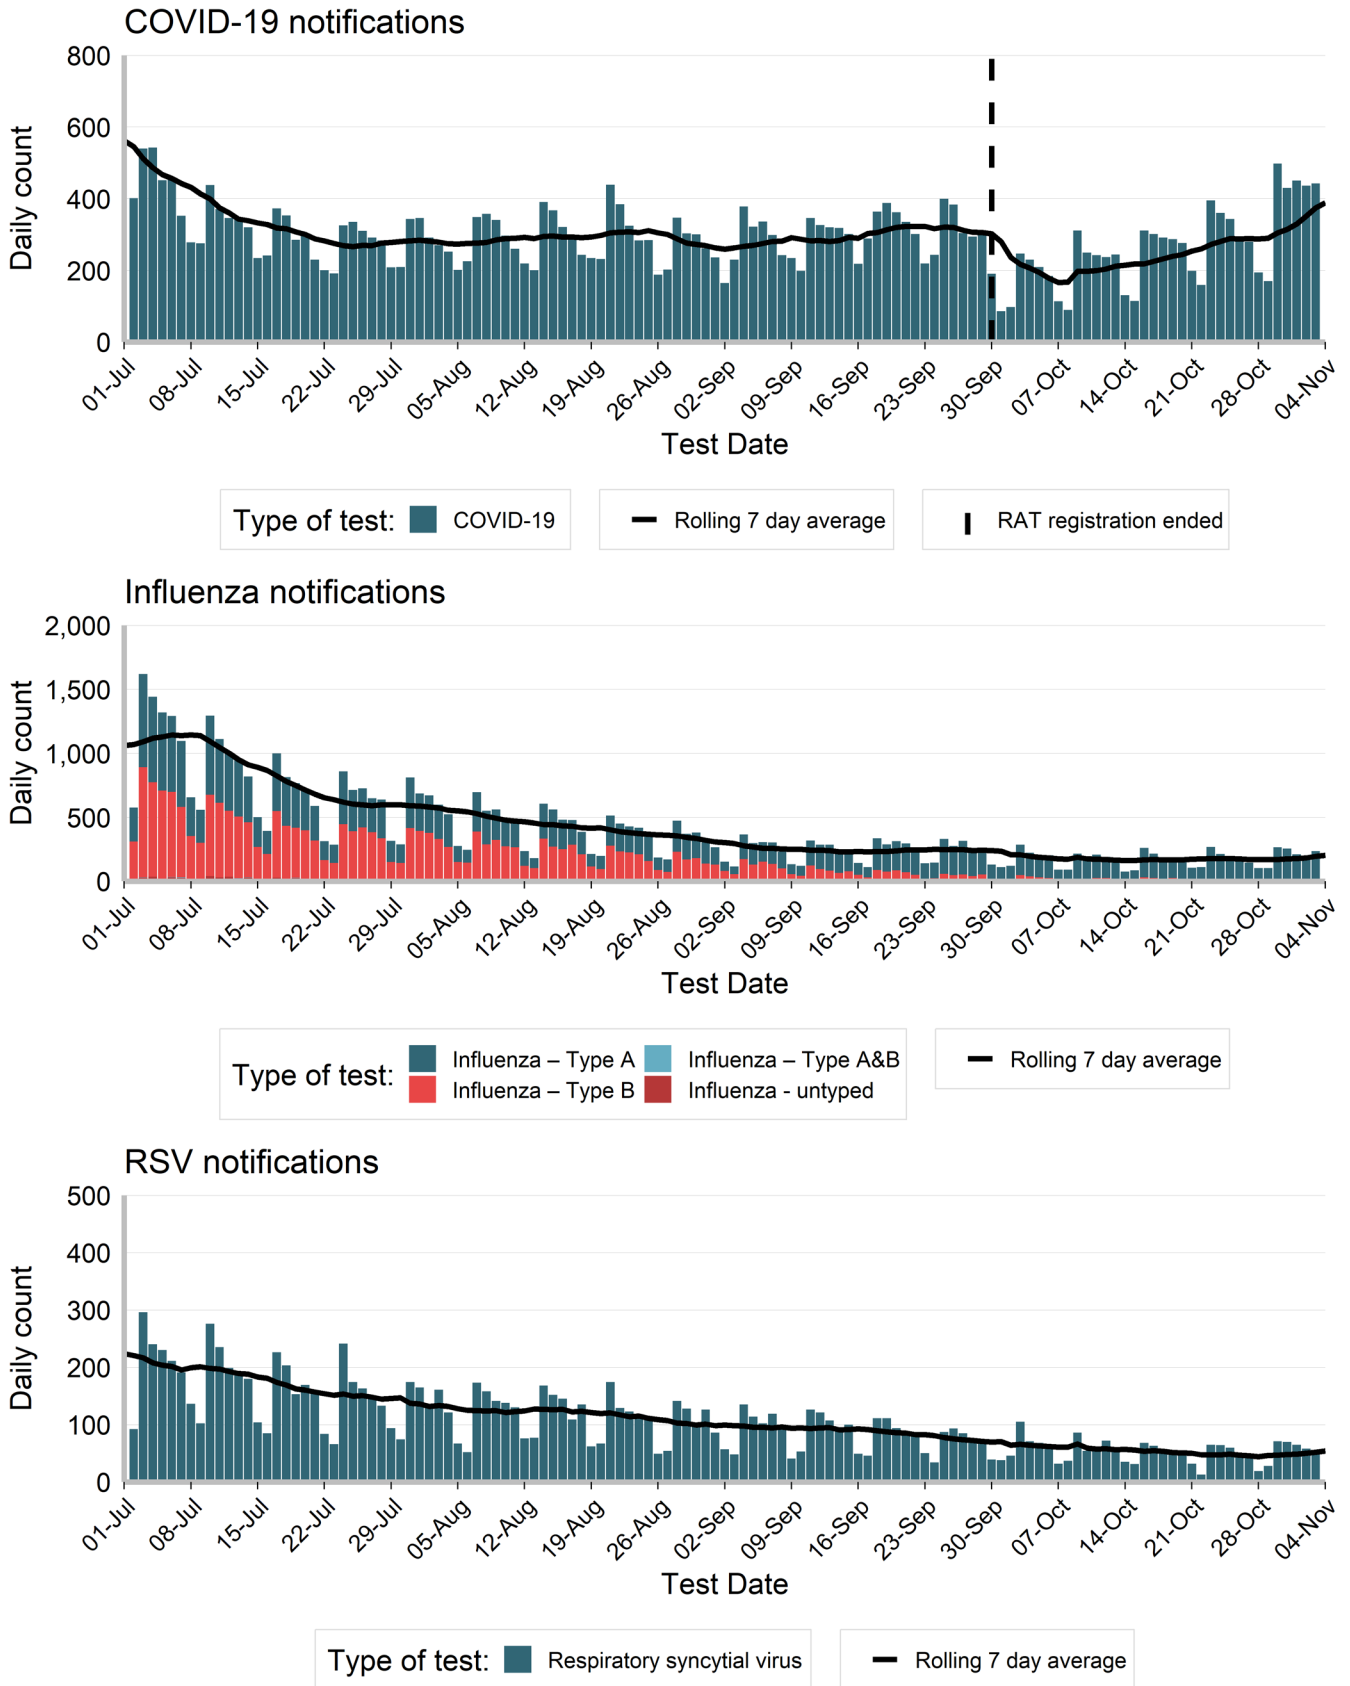 COVID-19 notifications
Daily count
800
600
400
200
0
01-Jul 08-Jul 15-Jul 22-Jul 29-Jul 05-Aug 12-Aug 19-Aug 26-Aug 02-Sep 09-Sep 16-Sep 23-Sep 30-Sep 07-Oct 14-Oct 21-Oct 28-Oct 04-Nov
Test Date
Type of test: COVID-19 Rolling 7 day average RAT registration ended
Influenza notifications
Daily count
2,000
1,500
1,000
500
0
01-Jul 08-Jul 15-Jul 22-Jul 29-Jul 05-Aug 12-Aug 19-Aug 26-Aug 02-Sep 09-Sep 16-Sep 23-Sep 30-Sep 07-Oct 14-Oct 21-Oct 28-Oct 04-Nov
Test Date
Type of test:
Influenza – Type A Influenza – Type A&B
Influenza – Type B Influenza - untyped
Rolling 7 day average
RSV notifications
Daily count
500
400
300
200
100
0
01-Jul 08-Jul 15-Jul 22-Jul 29-Jul 05-Aug 12-Aug 19-Aug 26-Aug 02-Sep 09-Sep 16-Sep 23-Sep 30-Sep 07-Oct 14-Oct 21-Oct 28-Oct 04-Nov
Test Date
Type of test: Respiratory syncytial virus Rolling 7 day average